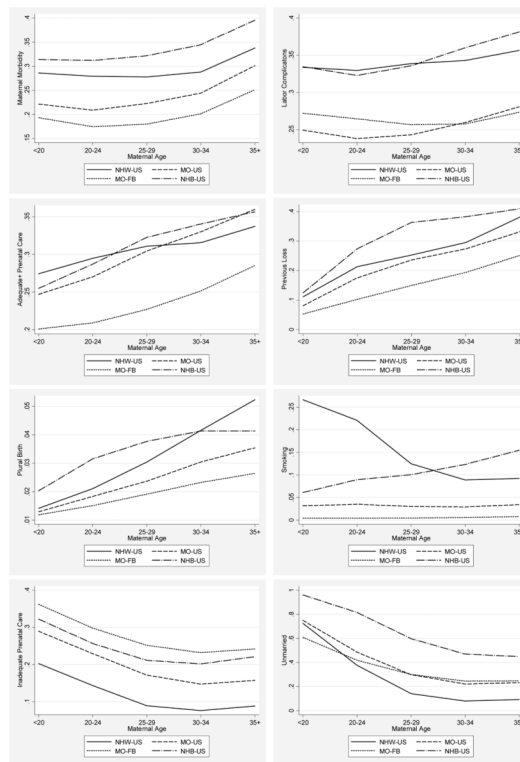 Maternal Morbidity
.4
.35
.3
.25
.2
.15
<20 20-24 25-29 30-34 35+
Maternal Age
NHW-US MO-US
MO-FB NHB-US
Labor Complications
.4
.35
.3
.25
<20 20-24 25-29 30-34 35
Maternal Age
NHW-US MO-US
MO-FB NHB-US
Adequate+ Prenatal Care
.35
.3
.25
.2
<20 20-24 25-29 30-34 35+
Maternal Age
NHW-US MO-US
MO-FB NHB-US
Previous Loss
.4
.3
.2
.1
0
<20 20-24 25-29 30-34 35
Maternal Age
NHW-US MO-US
MO-FB NHB-US
Plural Birth
.05
.04
.03
.02
.01
<20 20-24 25-29 30-34 35+
Maternal Age
NHW-US MO-US
MO-FB NHB-US
Smoking
.25
.2
.15
.1
.05
0
<20 20-24 25-29 30-34 35
Maternal Age
NHW-US MO-US
MO-FB NHB-US
Inadequate Prenatal Care
.4
.3
.2
.1
<20 20-24 25-29 30-34 35+
Maternal Age
NHW-US MO-US
MO-FB NHB-US
Unmarried
1
.8
.6
.4
.2
0
<20 20-24 25-29 30-34 35
Maternal Age
NHW-US MO-US
MO-FB NHB-US